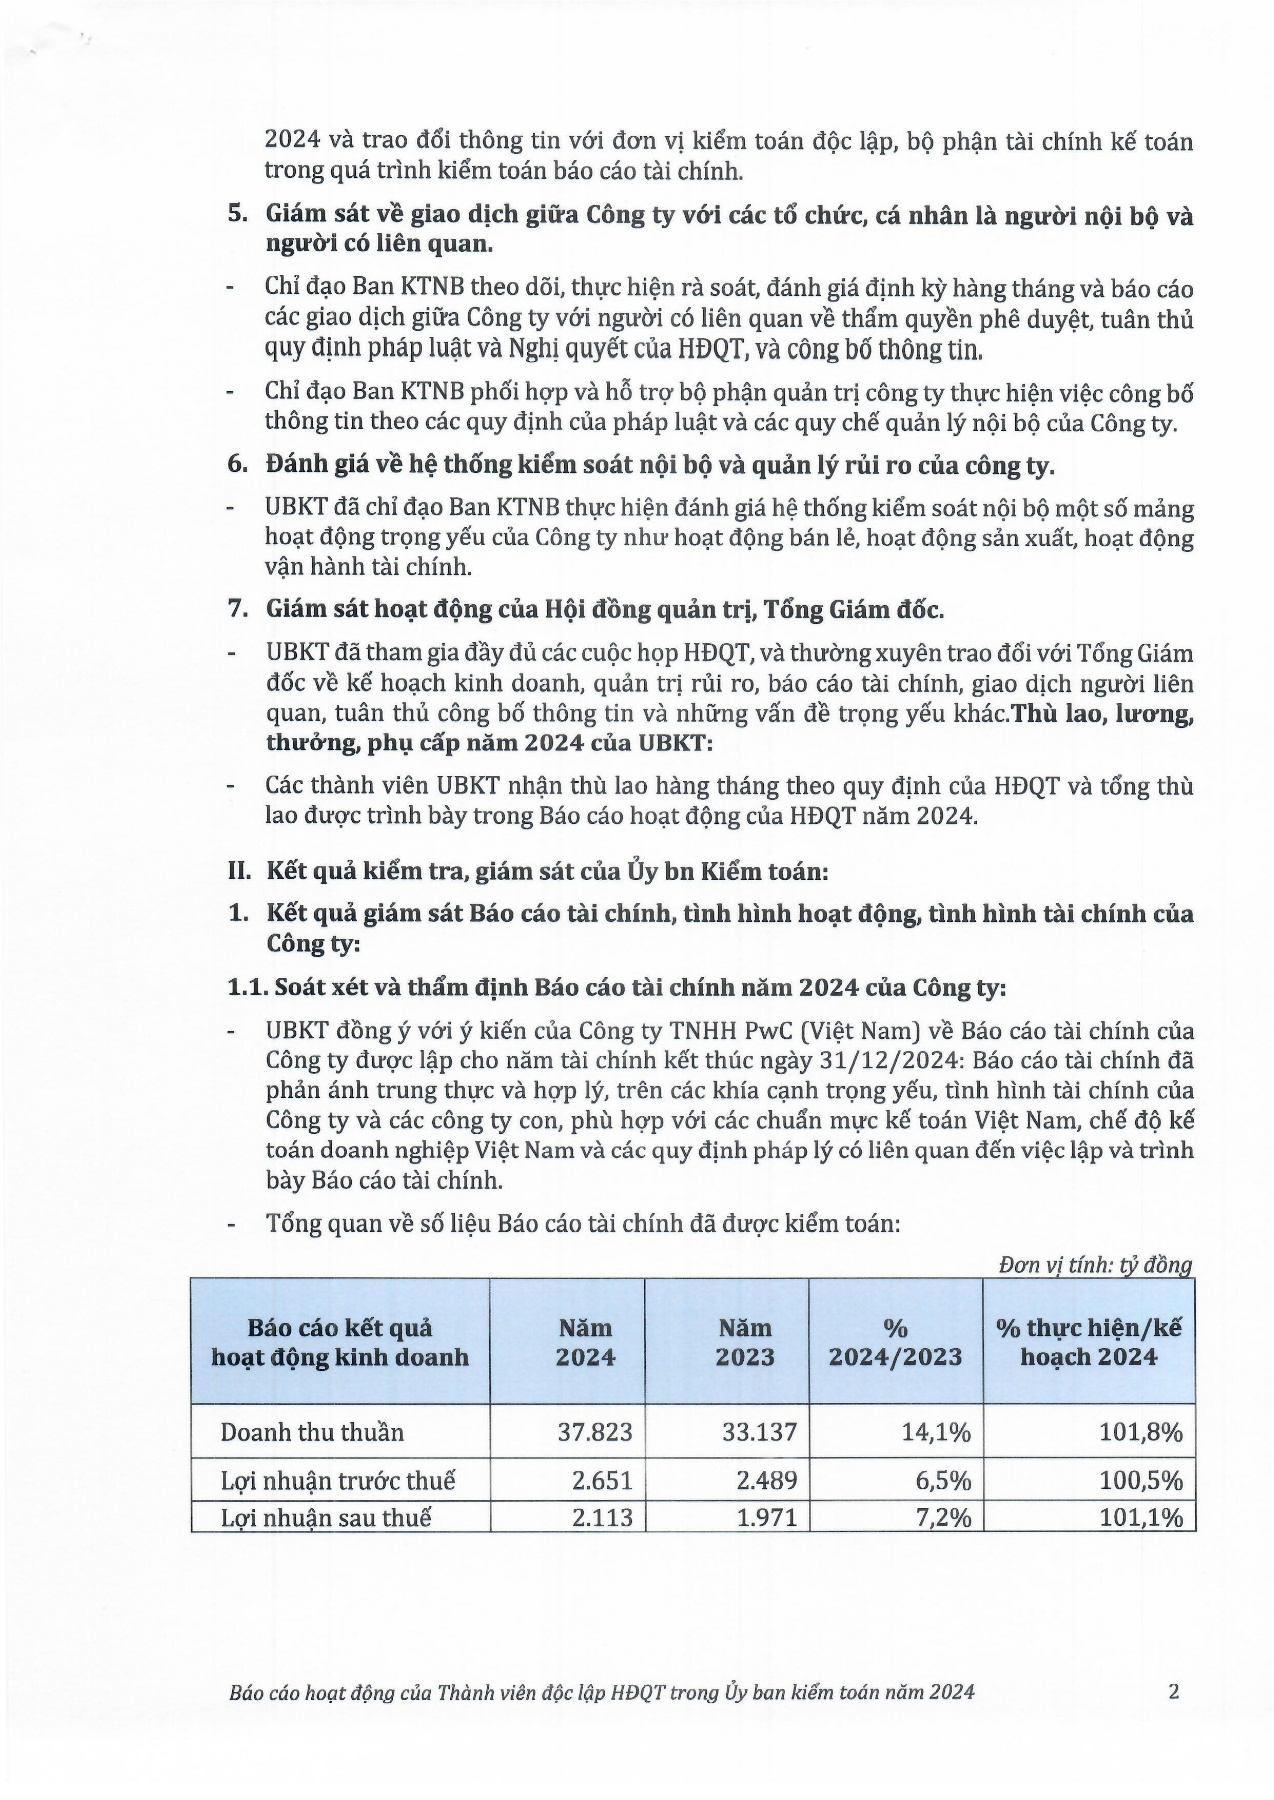 2024 và trao đổi thông tin với đơn vị kiểm toán độc lập, bộ phận tài chính kế toán
trong quá trình kiểm toán báo cáo tài chính.
5. Giám sát về giao dịch giữa Công ty với các tổ chức, cá nhân là người nội bộ và
người có liên quan.
- Chỉ đạo Ban KTNB theo dõi, thực hiện rà soát, đánh giá định kỳ hàng tháng và báo cáo
các giao dịch giữa Công ty với người có liên quan về thẩm quyền phê duyệt, tuân thủ
quy định pháp luật và Nghị quyết của HĐQT, và công bố thông tin.
- Chỉ đạo Ban KTNB phối hợp và hỗ trợ bộ phận quản trị công ty thực hiện việc công bố
thông tin theo các quy định của pháp luật và các quy chế quản lý nội bộ của Công ty.
6. Đánh giá về hệ thống kiểm soát nội bộ và quản lý rủi ro của công ty.
- UBKT đã chỉ đạo Ban KTNB thực hiện đánh giá hệ thống kiểm soát nội bộ một số mảng
hoạt động trọng yếu của Công ty như hoạt động bán lẻ, hoạt động sản xuất, hoạt động
vận hành tài chính.
7. Giám sát hoạt động của Hội đồng quản trị, Tổng Giám đốc.
- UBKT đã tham gia đầy đủ các cuộc họp HĐQT, và thường xuyên trao đổi với Tổng Giám
đốc về kế hoạch kinh doanh, quản trị rủi ro, báo cáo tài chính, giao dịch người liên
quan, tuân thủ công bố thông tin và những vấn đề trọng yếu khác.Thù lao, lương,
thưởng, phụ cấp năm 2024 của UBKT:
- Các thành viên UBKT nhận thù lao hàng tháng theo quy định của HĐQT và tổng thù
lao được trình bày trong Báo cáo hoạt động của HĐQT năm 2024.
II. Kết quả kiểm tra, giám sát của Ủy bn Kiểm toán:
1. Kết quả giám sát Báo cáo tài chính, tình hình hoạt động, tình hình tài chính của
Công ty:
1.1. Soát xét và thẩm định Báo cáo tài chính năm 2024 của Công ty:
- UBKT đồng ý với ý kiến của Công ty TNHH PwC (Việt Nam) về Báo cáo tài chính của
Công ty được lập cho năm tài chính kết thúc ngày 31/12/2024: Báo cáo tài chính đã
phản ánh trung thực và hợp lý, trên các khía cạnh trọng yếu, tình hình tài chính của
Công ty và các công ty con, phù hợp với các chuẩn mực kế toán Việt Nam, chế độ kế
toán doanh nghiệp Việt Nam và các quy định pháp lý có liên quan đến việc lập và trình
bày Báo cáo tài chính.
- Tổng quan về số liệu Báo cáo tài chính đã được kiểm toán:
Đơn vị tính: tỷ đồng
Báo cáo kết quả Năm Năm % % thực hiện/kế
hoạt động kinh doanh 2024 2023 2024/2023 hoạch 2024
Doanh thu thuần 37.823 33.137 14,1% 101,8%
Lợi nhuận trước thuế 2.651 2.489 6,5% 100,5%
Lợi nhuận sau thuế 2.113 1.971 7,2% 101,1%
Báo cáo hoạt động của Thành viên độc lập HĐQT trong Ủy ban kiểm toán năm 2024 2